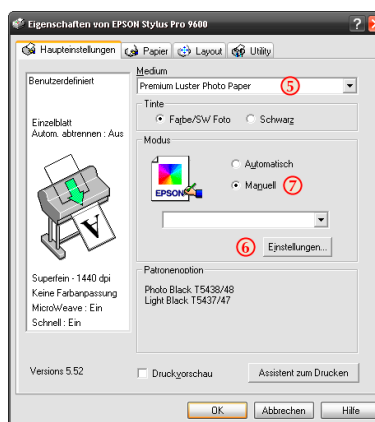 Eigenschaften von EPSON Stylus Pro 9600
Haupteinstellungen Papier Layout Utility
Benutzerdefiniert
Einzelblatt
Autom. abtrennen : Aus
A
Superfein - 1440 dpi
Keine Farbanpassung
MicroWeave : Ein
Schnell : Ein
Versions 5.52
Medium
Premium Luster Photo Paper 5
Tinte
Farbe/SW Foto Schwarz
Modus
EPSON
Automatisch
Manuell 7
6 Einstellungen...
Patronenoption
Photo Black T5438/48
Light Black T5437/47
Druckvorschau Assistent zum Drucken
OK Abbrechen Hilfe